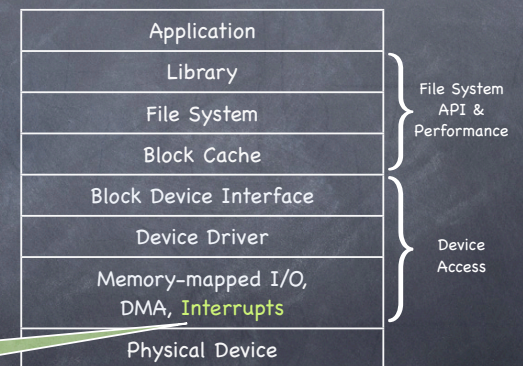 Application
Library
File System
Block Cache
Block Device Interface
Device Driver
Memory-mapped I/O,
DMA, Interrupts
Physical Device
File System
API &
Performance
Device
Access